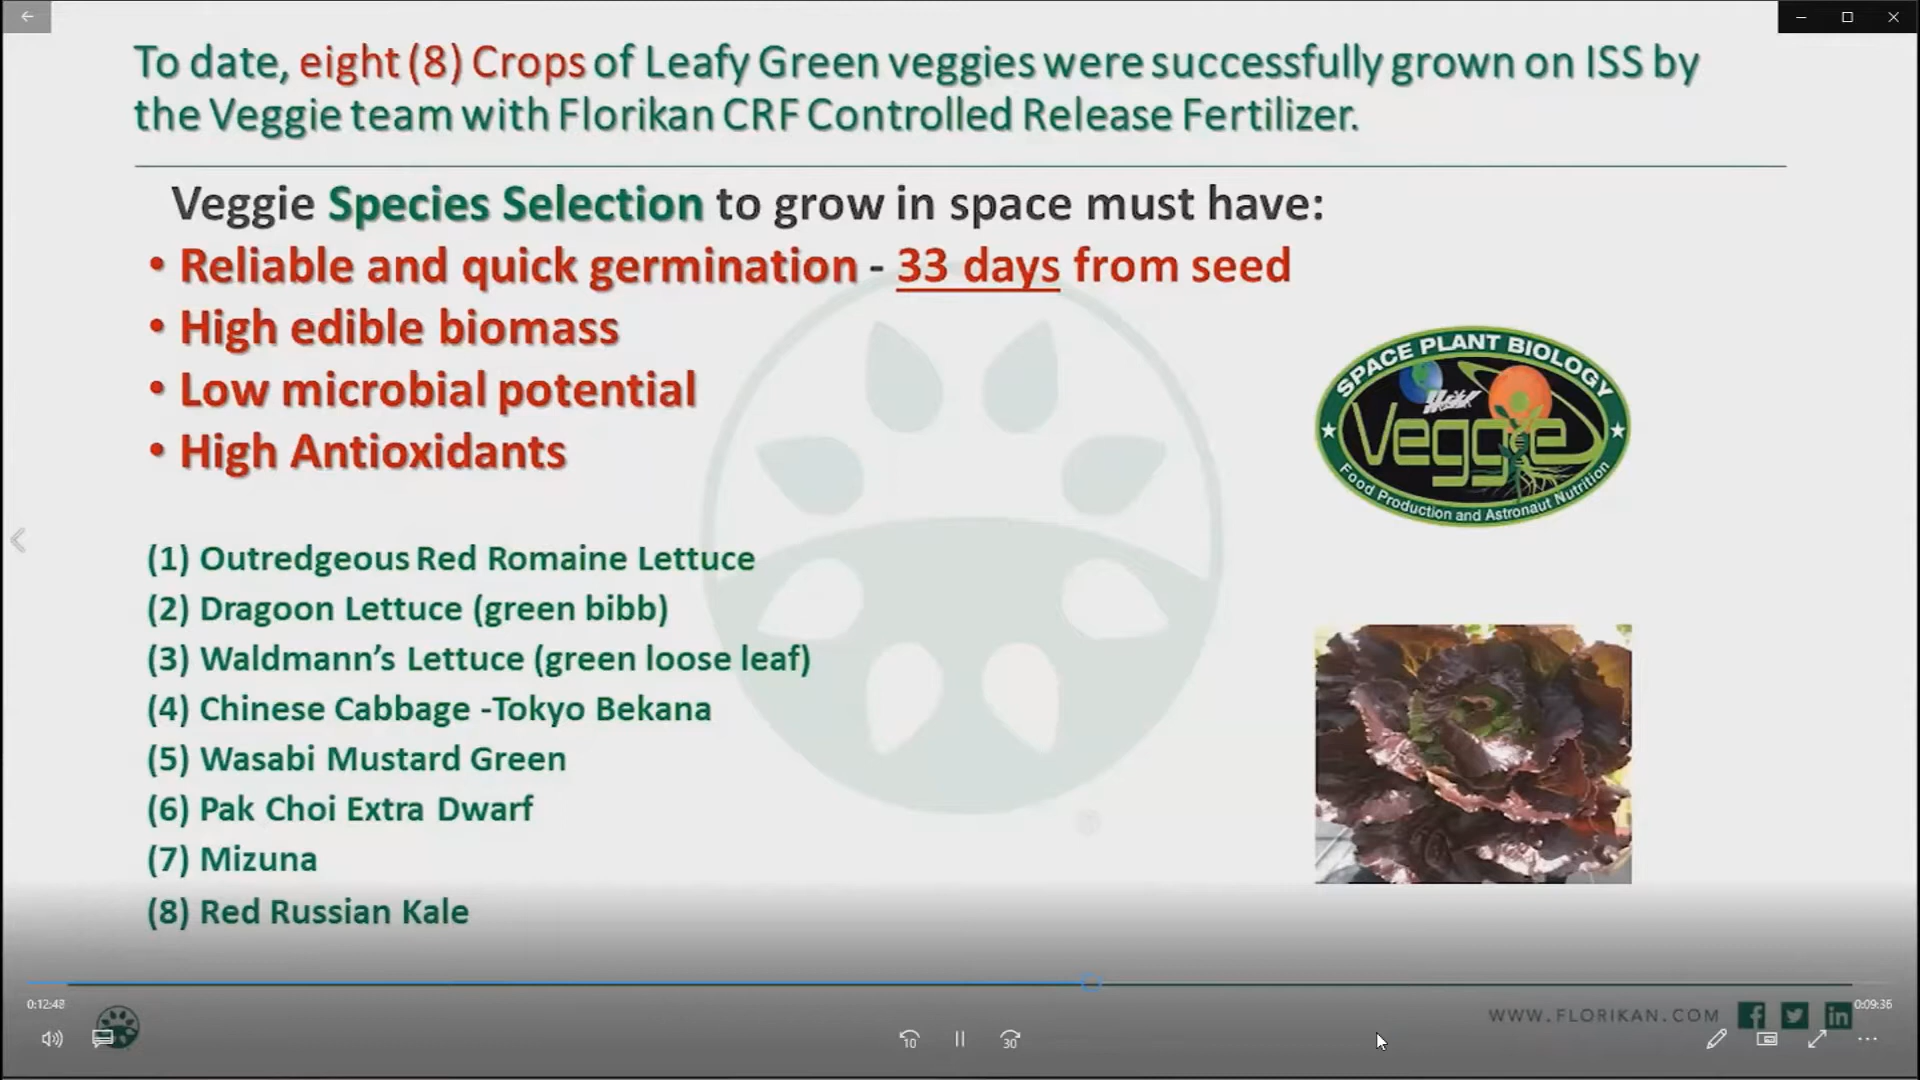 To date, eight (8) Crops of Leafy Green veggies were successfully grown on ISS by
the Veggie team with Florikan CRF Controlled Release Fertilizer.
Veggie Species Selection to grow in space must have:
• Reliable and quick germination - 33 days from seed
• High edible biomass
• Low microbial potential
• High Antioxidants
SPACE PLANT BIOLOGY
Veggie
Food Production and Astronaut Nutrition
(1) Outredgeous Red Romaine Lettuce
(2) Dragoon Lettuce (green bibb)
(3) Waldmann’s Lettuce (green loose leaf)
(4) Chinese Cabbage -Tokyo Bekana
(5) Wasabi Mustard Green
(6) Pak Choi Extra Dwarf
(7) Mizuna
(8) Red Russian Kale
0:12:48
0:09:36
WWW.FLORIKAN.COM
10
30